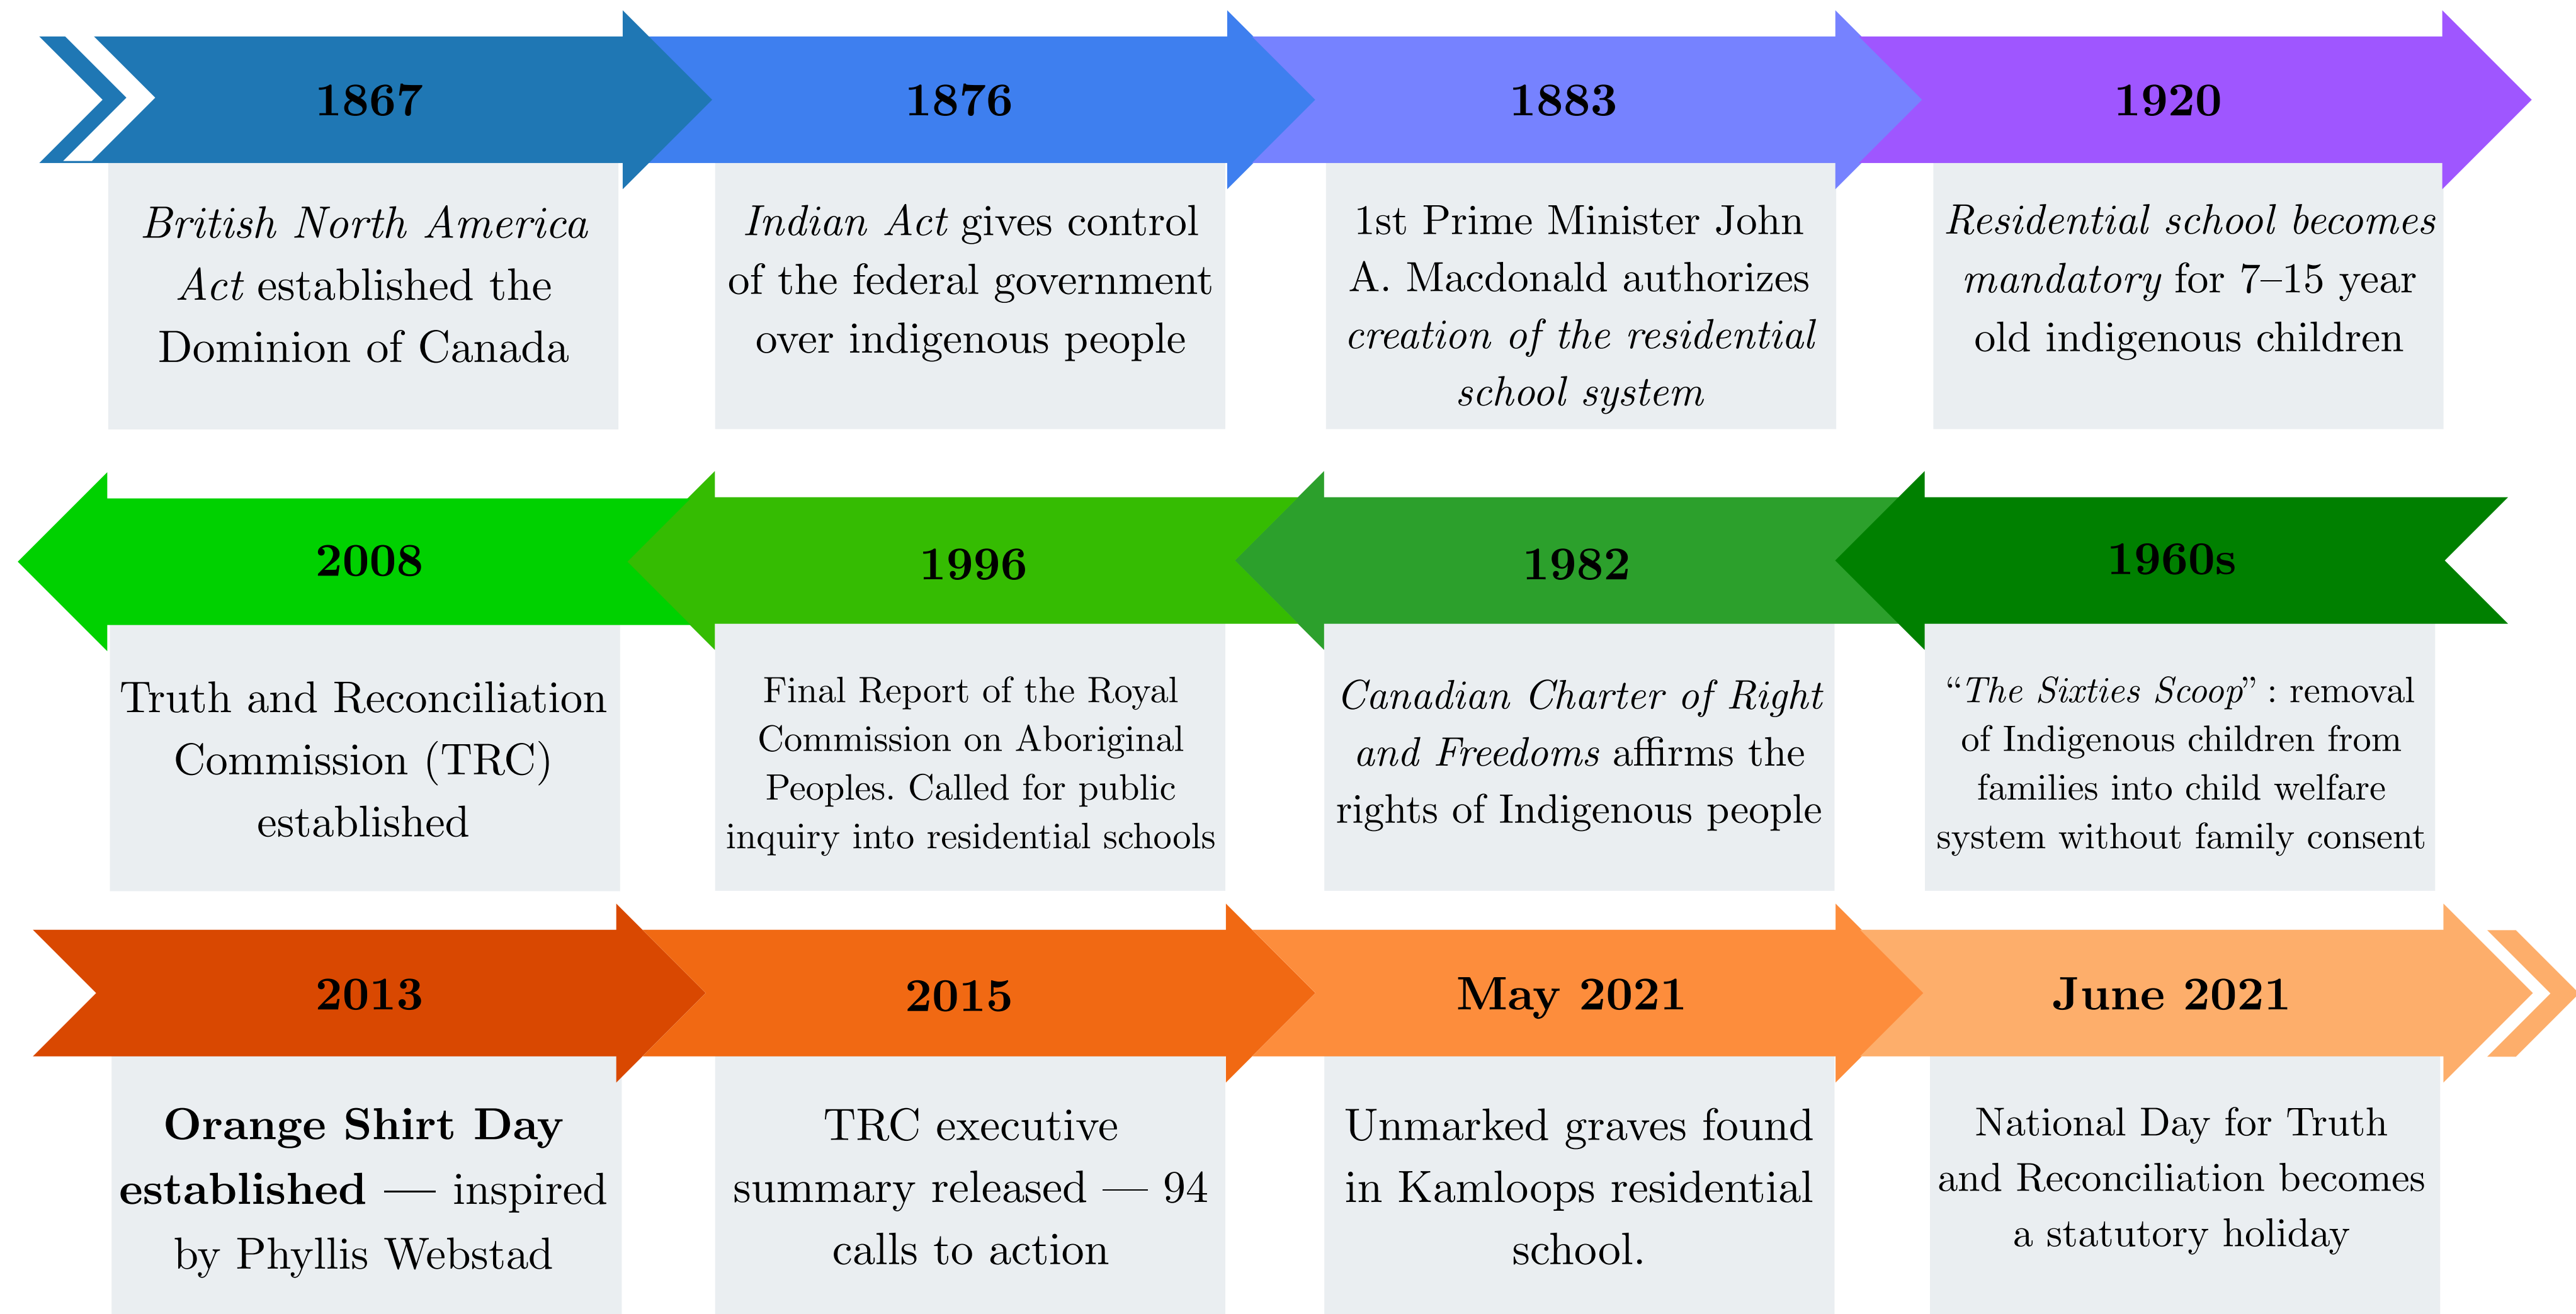 1867
British North America
Act established the
Dominion of Canada
1876
Indian Act gives control
of the federal government
over indigenous people
1883
1st Prime Minister John
A. Macdonald authorizes
creation of the residential
school system
1920
Residential school becomes
mandatory for 7–15 year
old indigenous children
1960s
“The Sixties Scoop” : removal
of Indigenous children from
families into child welfare
system without family consent
1982
Canadian Charter of Right
and Freedoms affirms the
rights of Indigenous people
1996
Final Report of the Royal
Commission on Aboriginal
Peoples. Called for public
inquiry into residential schools
2008
Truth and Reconciliation
Commission (TRC)
established
2013
Orange Shirt Day
established — inspired
by Phyllis Webstad
2015
TRC executive
summary released — 94
calls to action
May 2021
Unmarked graves found
in Kamloops residential
school.
June 2021
National Day for Truth
and Reconciliation becomes
a statutory holiday